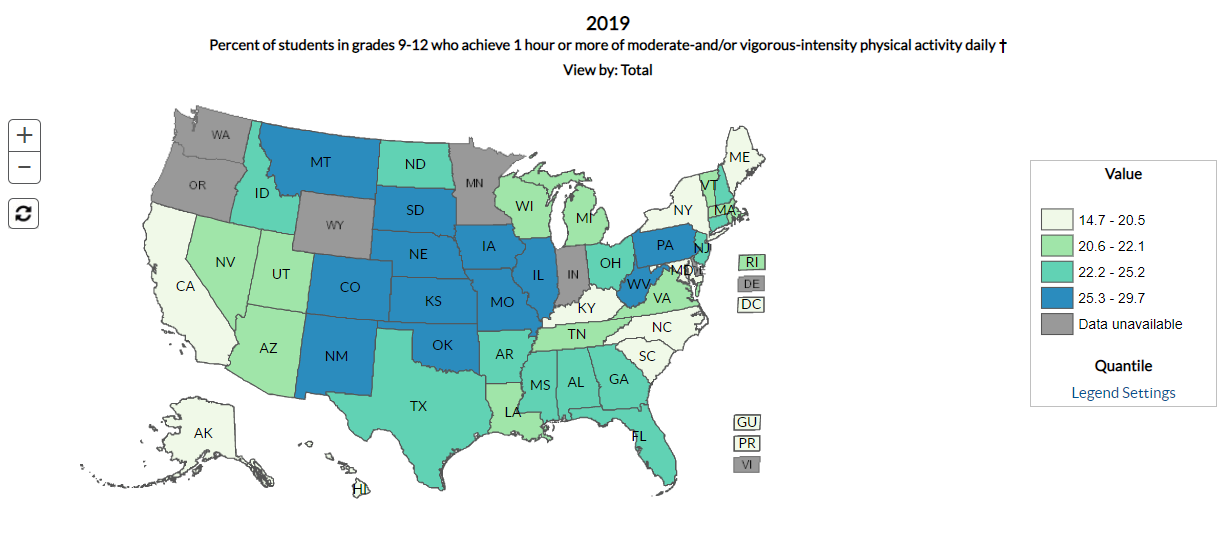 2019
Percent of students in grades 9-12 who achieve 1 hour or more of moderate-and/or vigorous-intensity physical activity daily †
View by: Total
+
−
WA
MT
ND
MN
OR
ID
WY
SD
WI
MI
ME
VT
NY
MA
NV
UT
CA
CO
NE
IA
IL
IN
OH
PA
NJ
MD
DE
WV
VA
KY
KS
MO
AZ
NM
OK
AR
TN
NC
SC
MS
AL
GA
TX
LA
FL
AK
HI
RI
DE
DC
GU
PR
VI
Value
14.7 - 20.5
20.6 - 22.1
22.2 - 25.2
25.3 - 29.7
Data unavailable
Quantile
Legend Settings